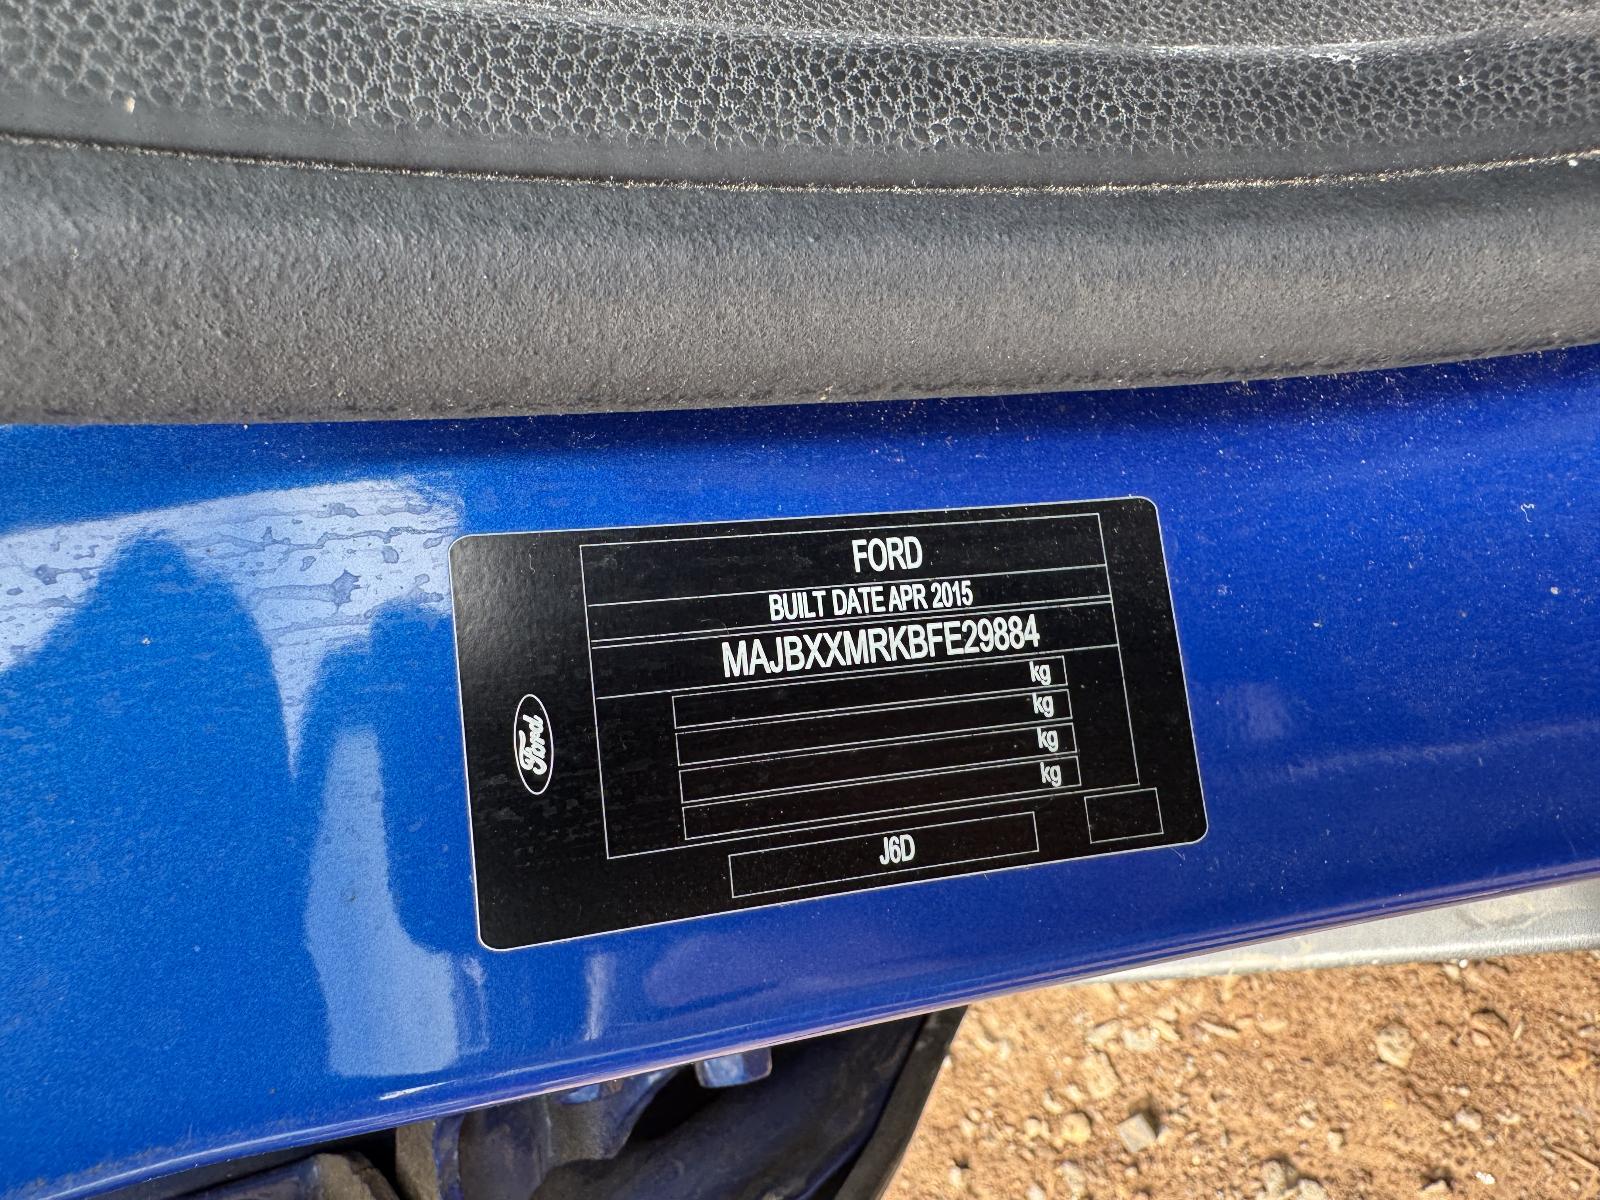 FORD
BUILT DATE APR 2015
MAJBXXMRKBFE29884
kg
kg
kg
kg
Ford
J6D